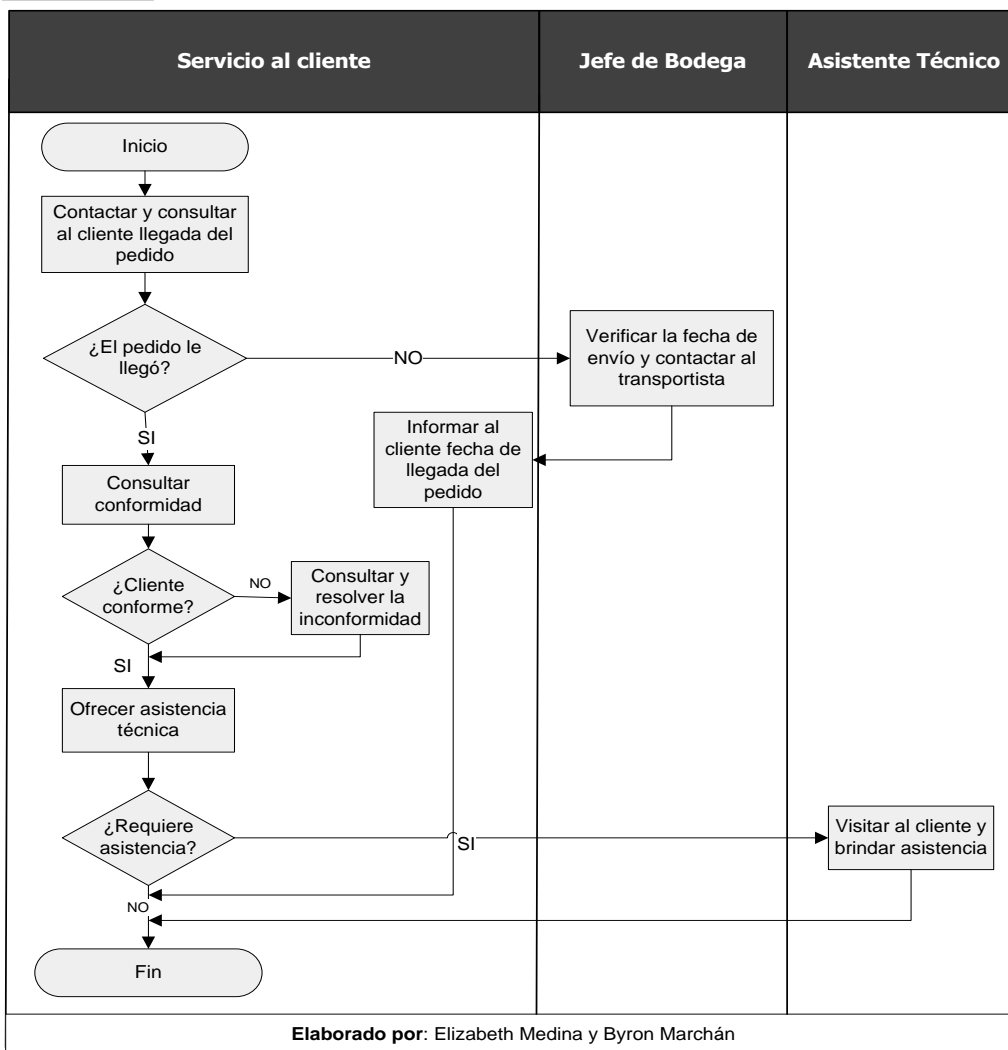 Servicio al cliente
Jefe de Bodega
Asistente Técnico
Inicio
Contactar y consultar
al cliente llegada del
pedido
¿El pedido le
llegó?
NO
Verificar la fecha de
envío y contactar al
transportista
SI
Informar al
cliente fecha de
llegada del
pedido
Consultar
conformidad
¿Cliente
conforme?
NO
Consultar y
resolver la
inconformidad
SI
Ofrecer asistencia
técnica
¿Requiere
asistencia?
SI
Visitar al cliente y
brindar asistencia
NO
Fin
Elaborado por: Elizabeth Medina y Byron Marchán